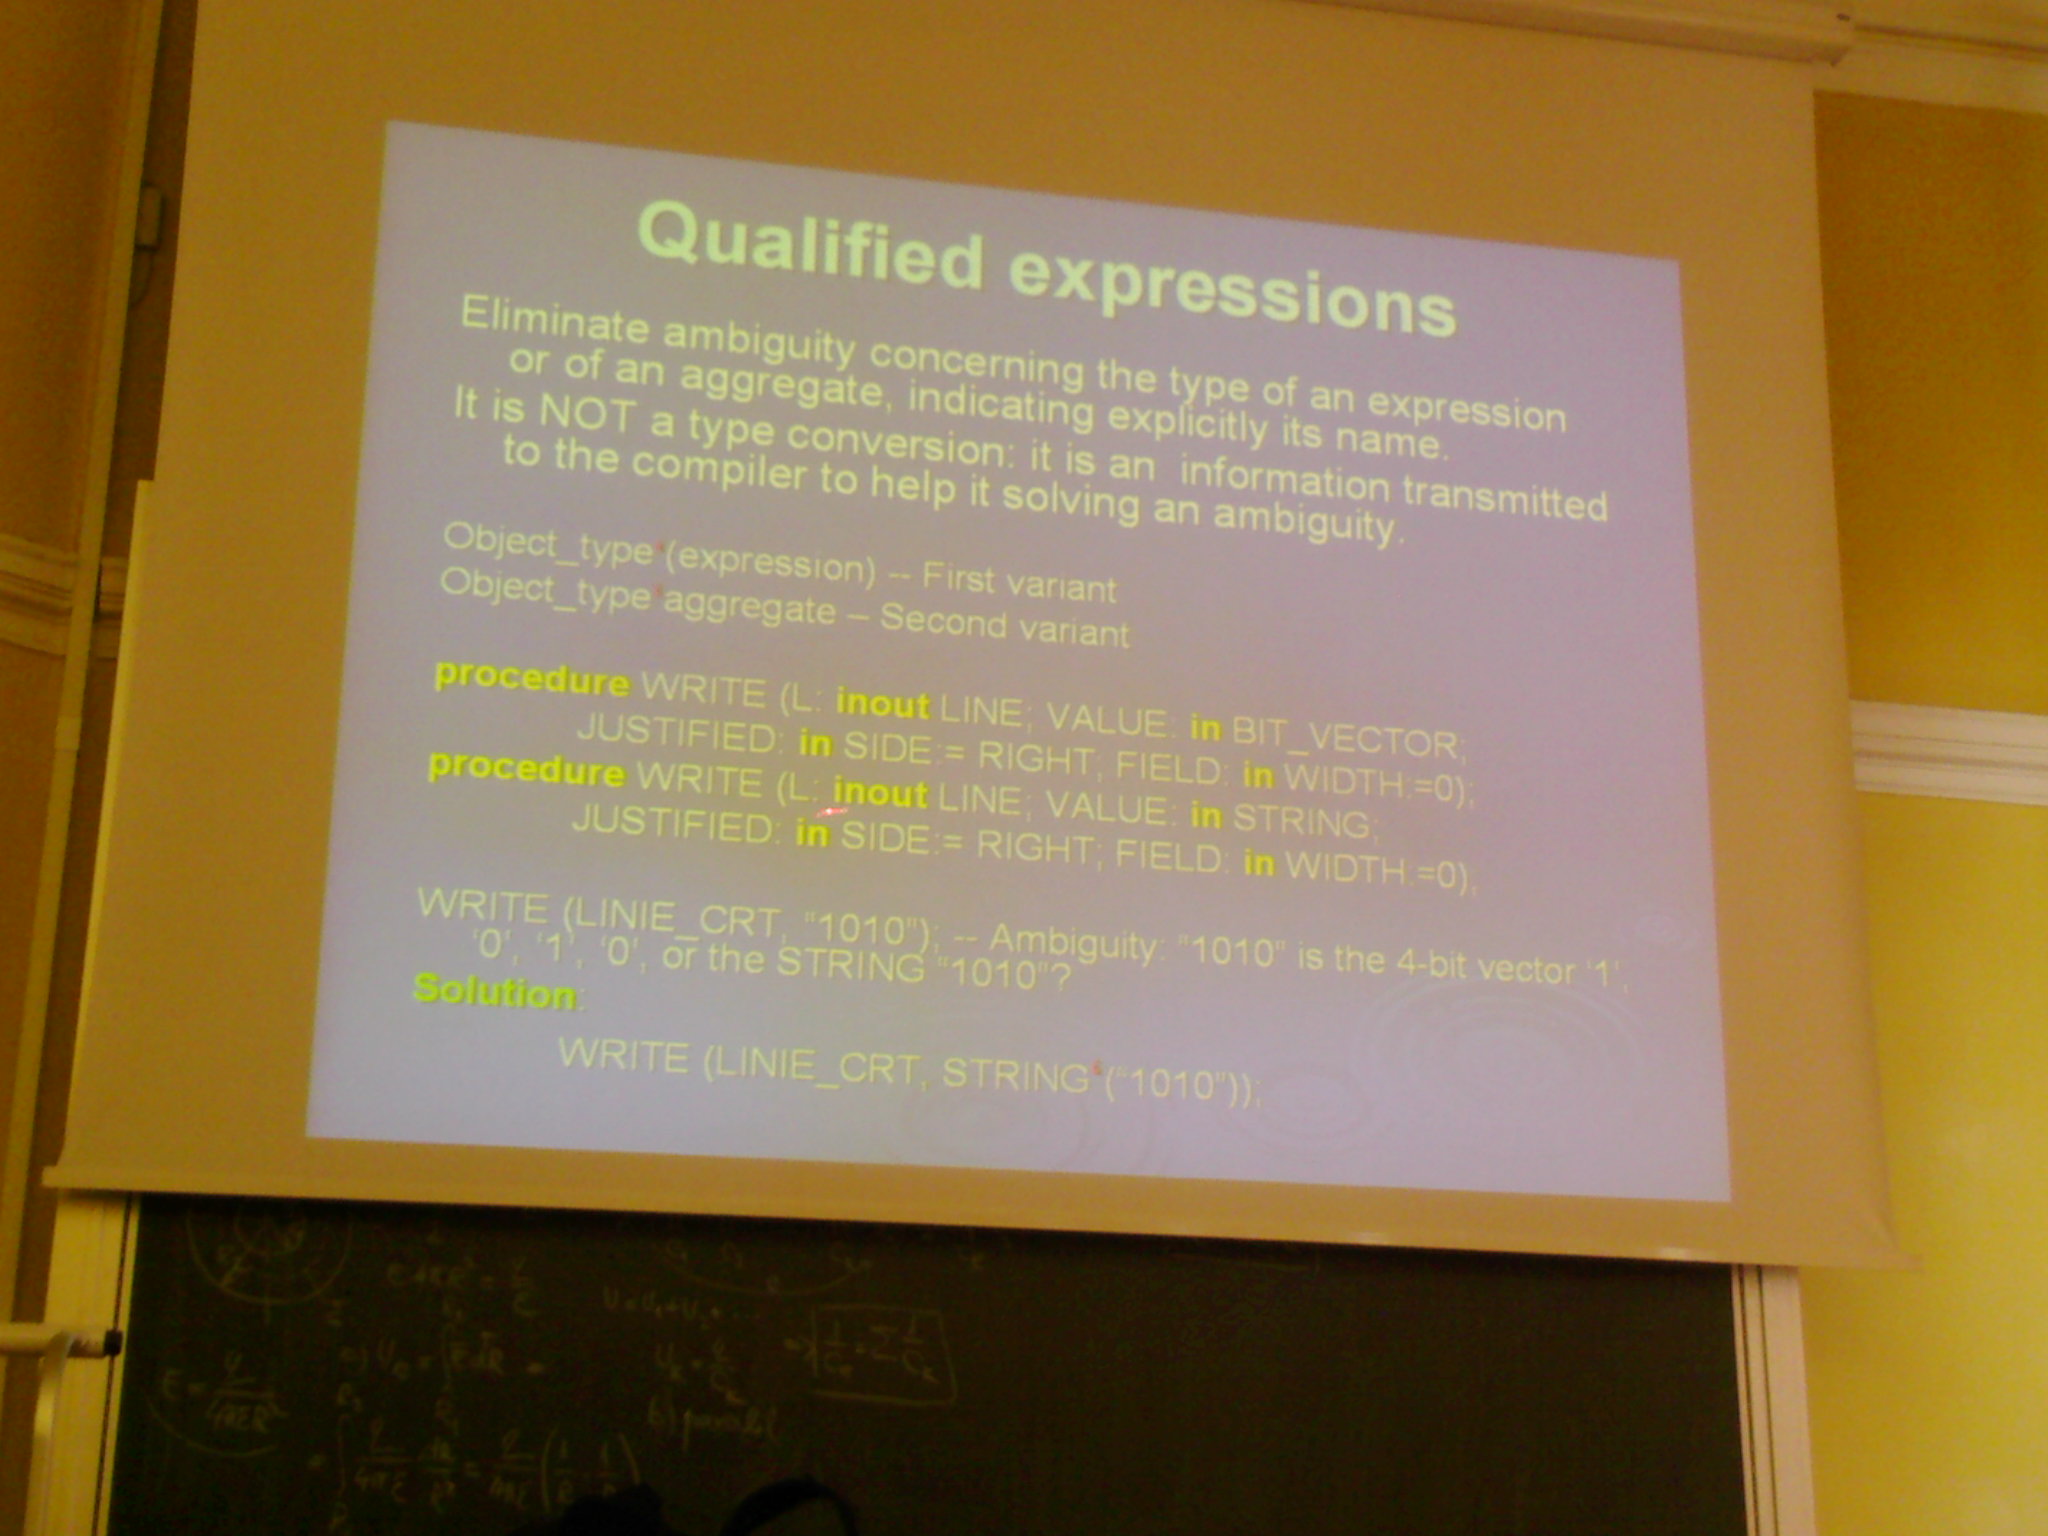 Qualified expressions
Eliminate ambiguity concerning the type of an expression
or of an aggregate, indicating explicitly its name.
It is NOT a type conversion: it is an information transmitted
to the compiler to help it solving an ambiguity.
Object_type'(expression) -- First variant
Object_type'aggregate – Second variant
procedure WRITE (L: inout LINE; VALUE: in BIT_VECTOR;
JUSTIFIED: in SIDE:= RIGHT; FIELD: in WIDTH:=0);
procedure WRITE (L: inout LINE; VALUE: in STRING;
JUSTIFIED: in SIDE:= RIGHT; FIELD: in WIDTH:=0);
WRITE (LINIE_CRT, “1010”); -- Ambiguity: “1010” is the 4-bit vector ‘1’,
‘0’, ‘1’, ‘0’, or the STRING “1010”?
Solution:
WRITE (LINIE_CRT, STRING‘(“1010”));